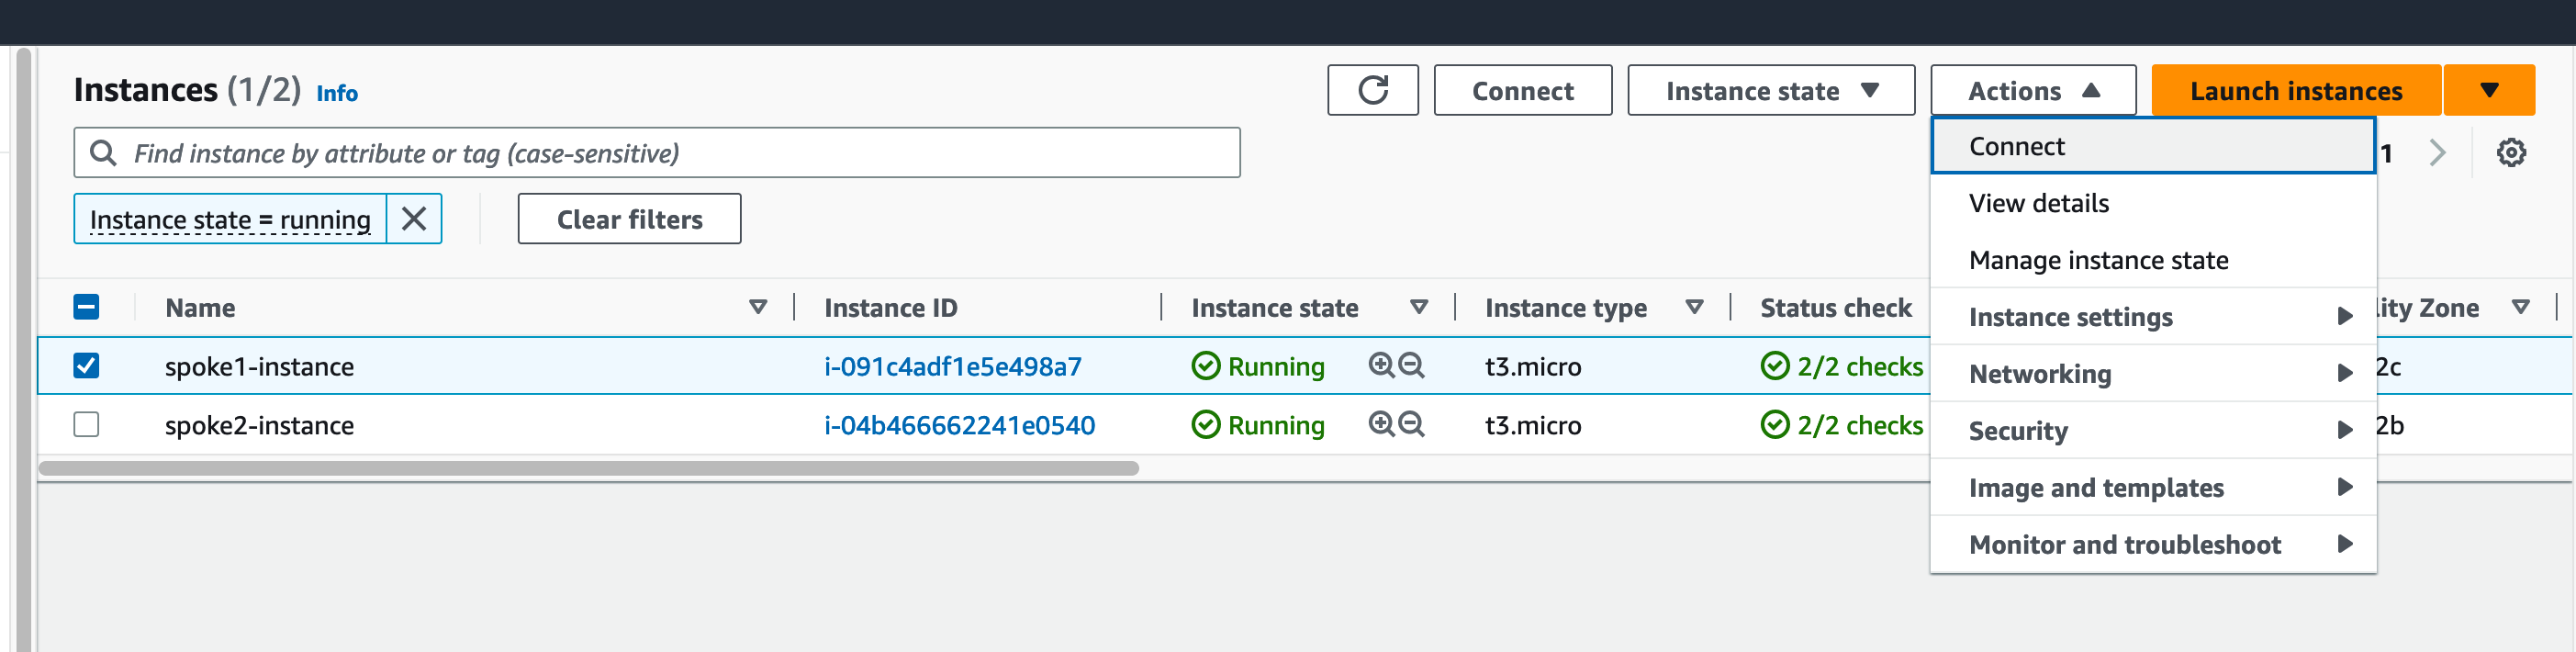 Instances (1/2) Info
Connect
Instance state
Actions
Launch instances
Find instance by attribute or tag (case-sensitive)
1
Instance state = running
Clear filters
Connect
View details
Manage instance state
Instance settings
Networking
Security
Image and templates
Monitor and troubleshoot
Name Instance ID Instance state Instance type Status check lity Zone
spoke1-instance i-091c4adf1e5e498a7 Running t3.micro 2/2 checks 2c
spoke2-instance i-04b466662241e0540 Running t3.micro 2/2 checks 2b